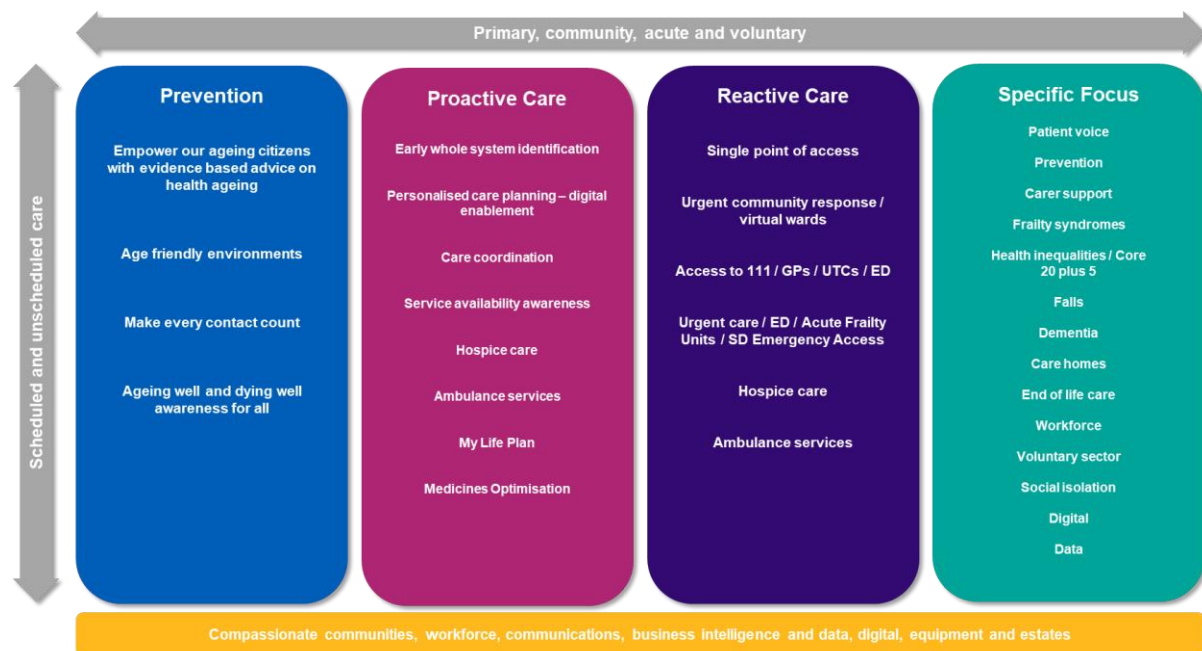 Primary, community, acute and voluntary
Scheduled and unscheduled care
Prevention
Empower our ageing citizens
with evidence based advice on
health ageing
Age friendly environments
Make every contact count
Ageing well and dying well
awareness for all
Proactive Care
Early whole system identification
Personalised care planning – digital
enablement
Care coordination
Service availability awareness
Hospice care
Ambulance services
My Life Plan
Medicines Optimisation
Reactive Care
Single point of access
Urgent community response /
virtual wards
Access to 111 / GPs / UTCs / ED
Urgent care / ED / Acute Frailty
Units / SD Emergency Access
Hospice care
Ambulance services
Specific Focus
Patient voice
Prevention
Carer support
Frailty syndromes
Health inequalities / Core
20 plus 5
Falls
Dementia
Care homes
End of life care
Workforce
Voluntary sector
Social isolation
Digital
Data
Compassionate communities, workforce, communications, business intelligence and data, digital, equipment and estates